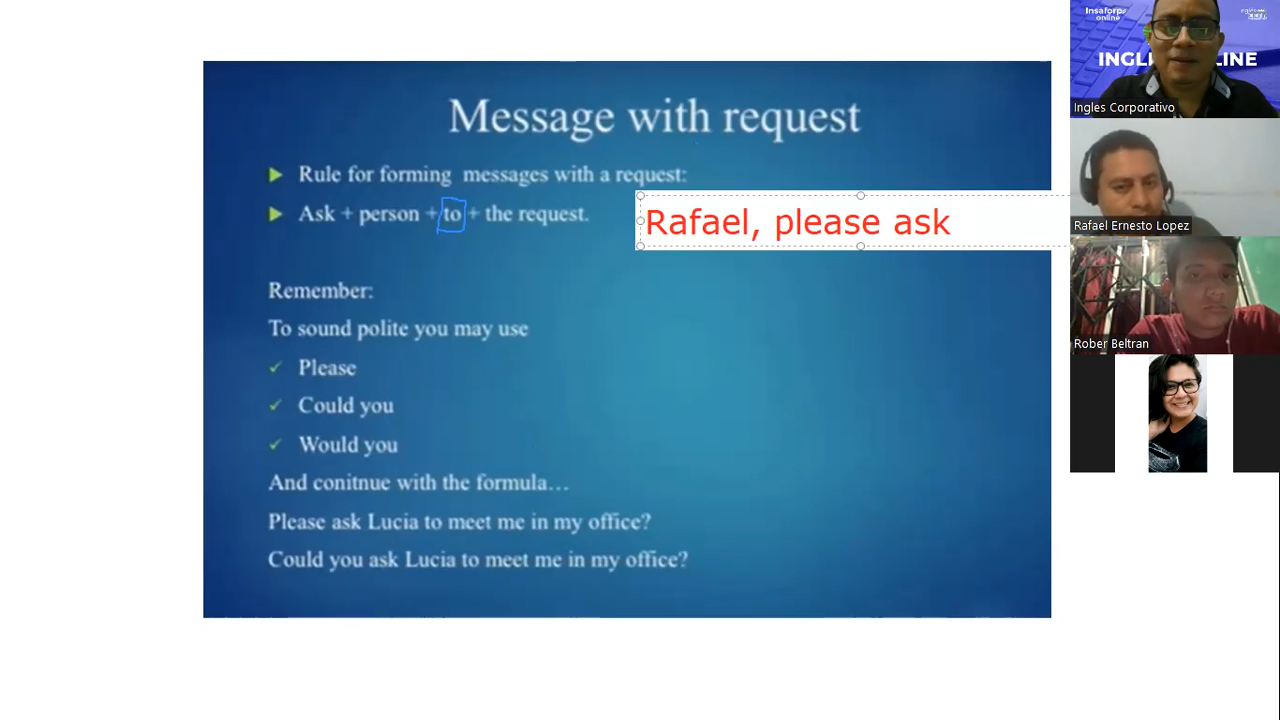 Message with request
Rule for forming messages with a request:
Ask + person + to + the request.
Rafael, please ask
Remember:
To sound polite you may use
Please
Could you
Would you
And conitnue with the formula…
Please ask Lucia to meet me in my office?
Could you ask Lucia to meet me in my office?
Insaforp
online
Ingles Corporativo
Rafael Ernesto Lopez
Rober Beltran